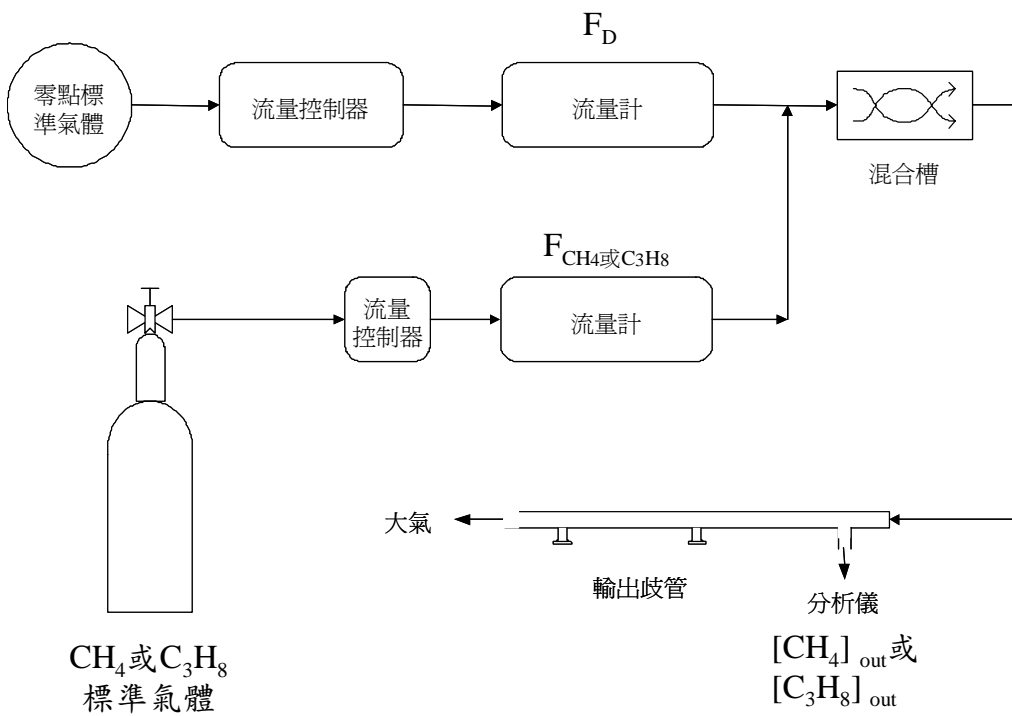 F_D
零點標
準氣體
流量控制器
流量計
混合槽
F_CH4或C3H8
流量
控制器
流量計
大氣
輸出歧管
分析儀
CH₄或C₃H₈
標準氣體
[CH₄] out或
[C₃H₈] out